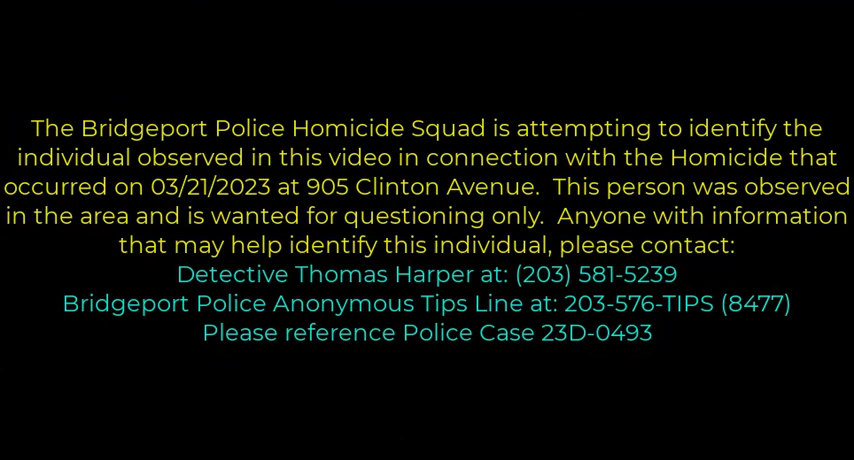 The Bridgeport Police Homicide Squad is attempting to identify the
individual observed in this video in connection with the Homicide that
occurred on 03/21/2023 at 905 Clinton Avenue.  This person was observed
in the area and is wanted for questioning only.  Anyone with information
that may help identify this individual, please contact:
Detective Thomas Harper at: (203) 581-5239
Bridgeport Police Anonymous Tips Line at: 203-576-TIPS (8477)
Please reference Police Case 23D-0493